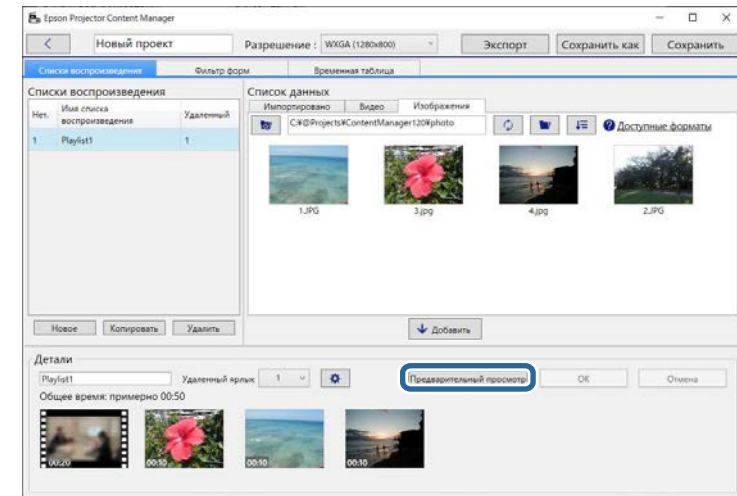 Epson Projector Content Manager
Новый проект
Разрешение : WXGA (1280x800)
Экспорт
Сохранить как
Сохранить
Списки воспроизведения
Фильтр форм
Временная таблица
Списки воспроизведения
Нет.
Имя списка воспроизведения
Удаленный
1 Playlist1 1
Список данных
Импортировано
Видео
Изображения
C:¥@Projects¥ContentManager120¥photo
Доступные форматы
1.JPG
3.jpg
4.jpg
2.JPG
Новое
Копировать
Удалить
Добавить
Детали
Playlist1
Удаленный ярлык
1
Предварительный просмотр
OK
Отмена
Общее время: примерно 00:50
00:20
00:10
00:10
00:10